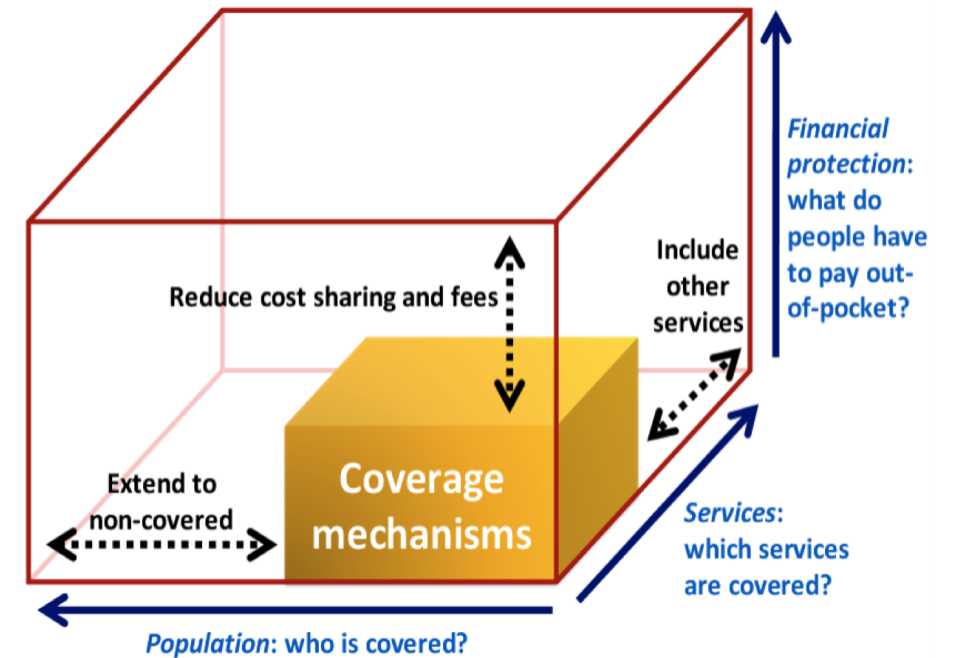 Financial
protection:
what do
people have
to pay out-
of-pocket?
Include
other
services
Reduce cost sharing and fees
Coverage
mechanisms
Extend to
non-covered
Services:
which services
are covered?
Population: who is covered?